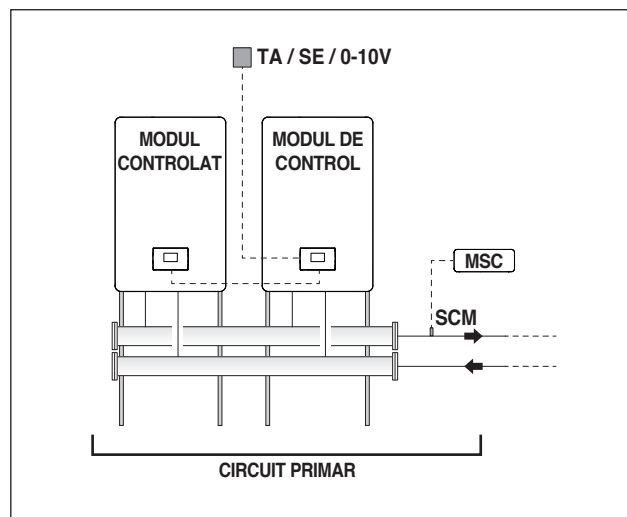 TA / SE / 0-10V
MODUL
CONTROLAT
MODUL DE
CONTROL
MSC
SCM
CIRCUIT PRIMAR